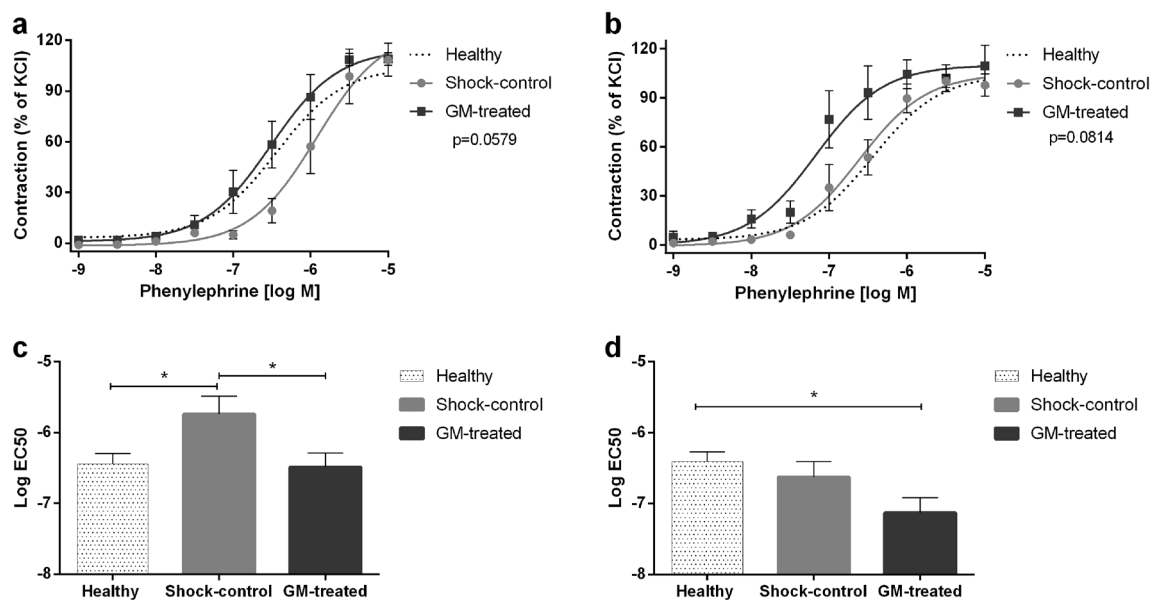 a
Contraction (% of KCl)
120
90
60
30
0
-9
-8
-7
-6
-5
Phenylephrine [log M]
Healthy
Shock-control
GM-treated
p=0.0579
b
Contraction (% of KCl)
120
90
60
30
0
-9
-8
-7
-6
-5
Phenylephrine [log M]
Healthy
Shock-control
GM-treated
p=0.0814
c
Log EC50
-5
-6
-7
-8
*
*
Healthy
Shock-control
GM-treated
Healthy
Shock-control
GM-treated
d
Log EC50
-5
-6
-7
-8
*
Healthy
Shock-control
GM-treated
Healthy
Shock-control
GM-treated